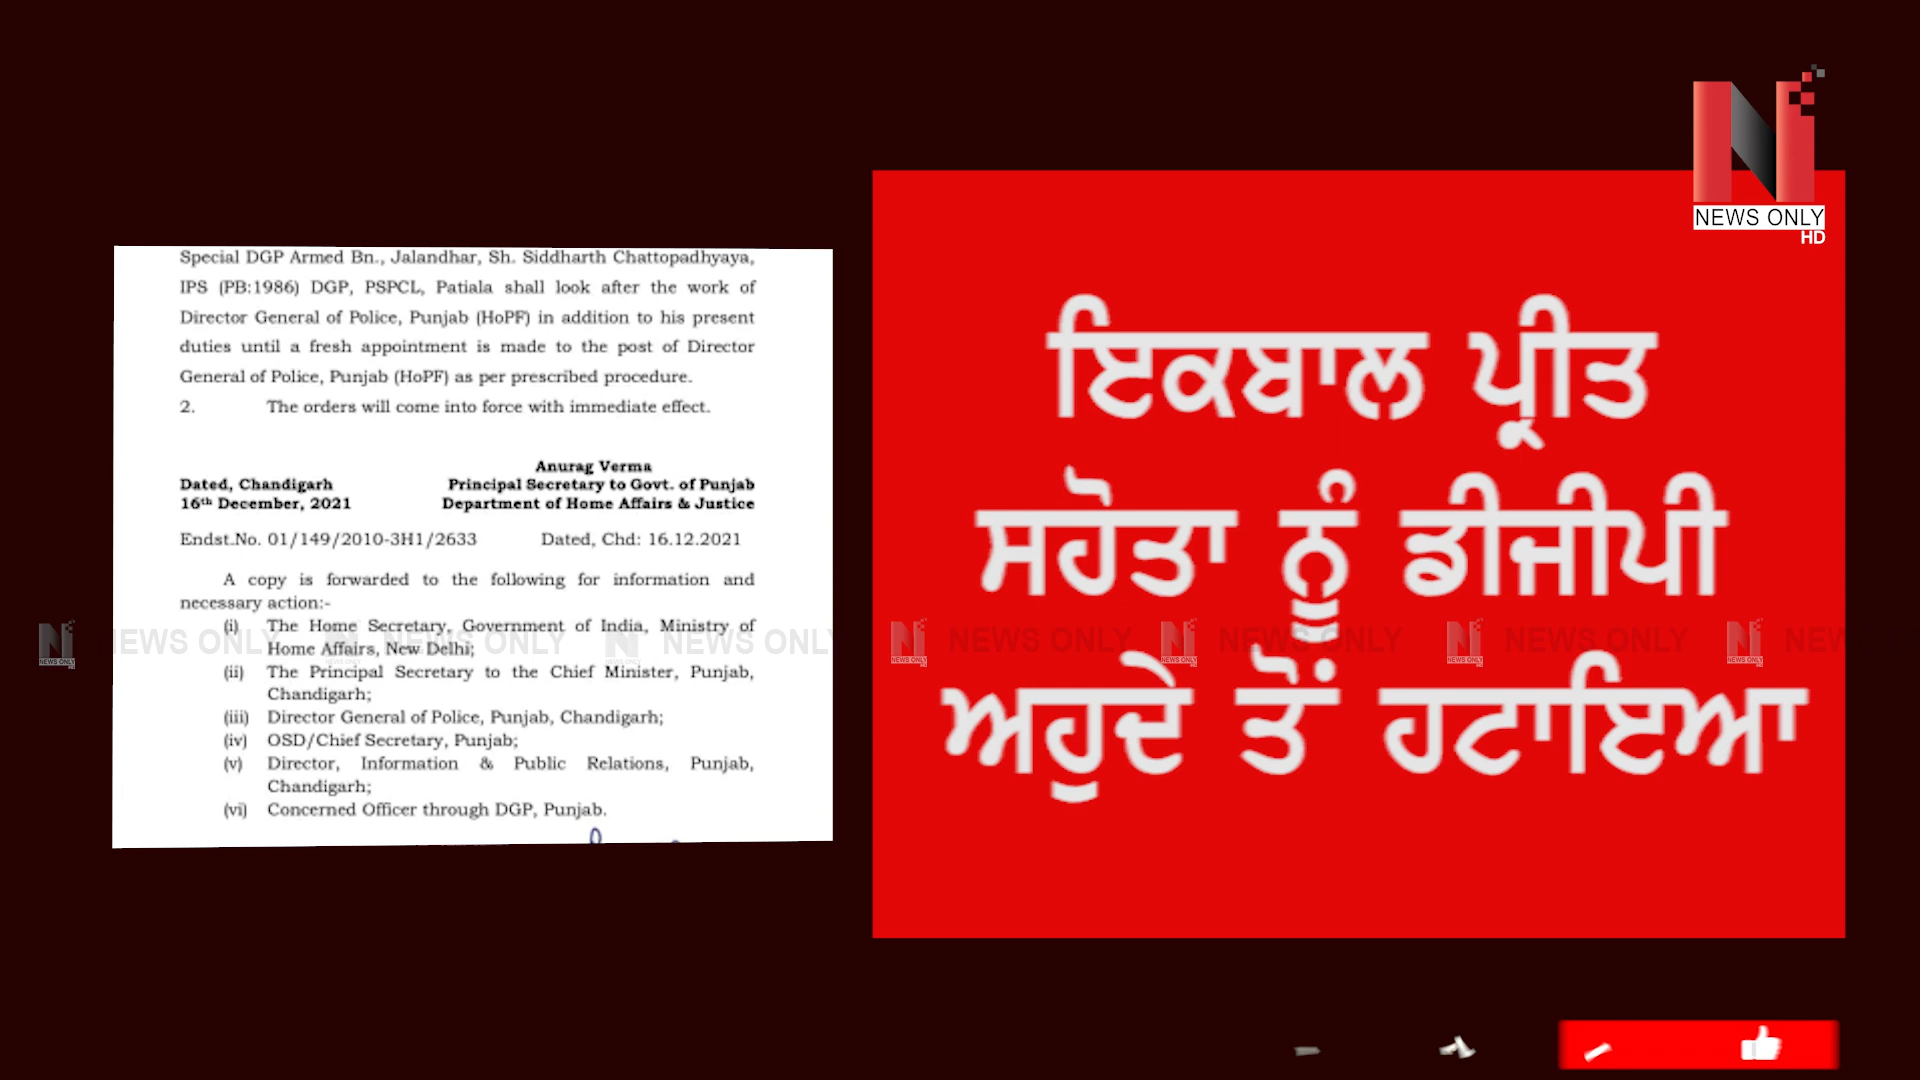 Special DGP Armed Bn., Jalandhar, Sh. Siddharth Chattopadhyaya,
IPS (PB:1986) DGP, PSPCL, Patiala shall look after the work of
Director General of Police, Punjab (HoPF) in addition to his present
duties until a fresh appointment is made to the post of Director
General of Police, Punjab (HoPF) as per prescribed procedure.
2. The orders will come into force with immediate effect.
Anurag Verma
Dated, Chandigarh Principal Secretary to Govt. of Punjab
16th December, 2021 Department of Home Affairs & Justice
Endst.No. 01/149/2010-3H1/2633 Dated, Chd: 16.12.2021
A copy is forwarded to the following for information and
necessary action:-
(i) The Home Secretary, Government of India, Ministry of
Home Affairs, New Delhi;
(ii) The Principal Secretary to the Chief Minister, Punjab,
Chandigarh;
(iii) Director General of Police, Punjab, Chandigarh;
(iv) OSD/Chief Secretary, Punjab;
(v) Director, Information & Public Relations, Punjab,
Chandigarh;
(vi) Concerned Officer through DGP, Punjab.
NEWS ONLY
HD
ਇਕਬਾਲ ਪ੍ਰੀਤ
ਸਹੋਤਾ ਨੂੰ ਡੀਜੀਪੀ
ਅਹੁਦੇ ਤੋਂ ਹਟਾਇਆ
NEWS ONLY NEWS ONLY NEWS ONLY NEWS ONLY NEWS ONLY NEWS ONLY NEWS